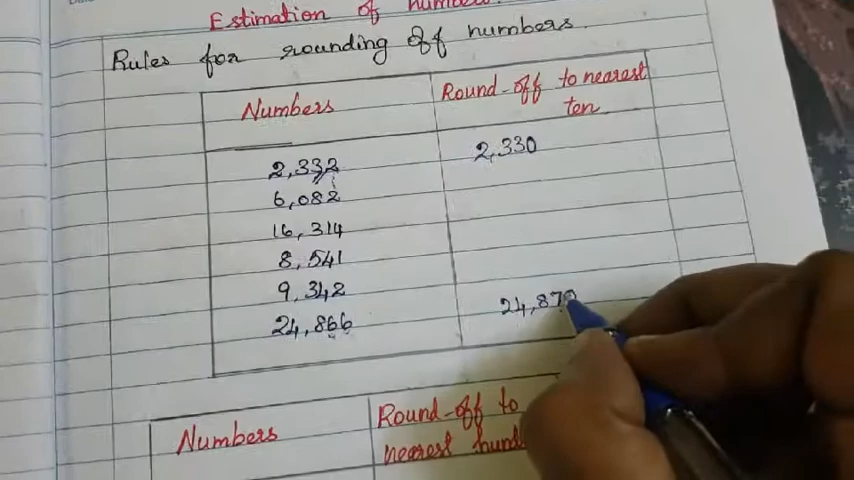 Estimation of numbers
Rules for rounding off numbers
Numbers Round-off to nearest
ten
2,332 2,330
6,082
16,314
8,541
9,342
24,866 24,870
Numbers Round-off to
nearest